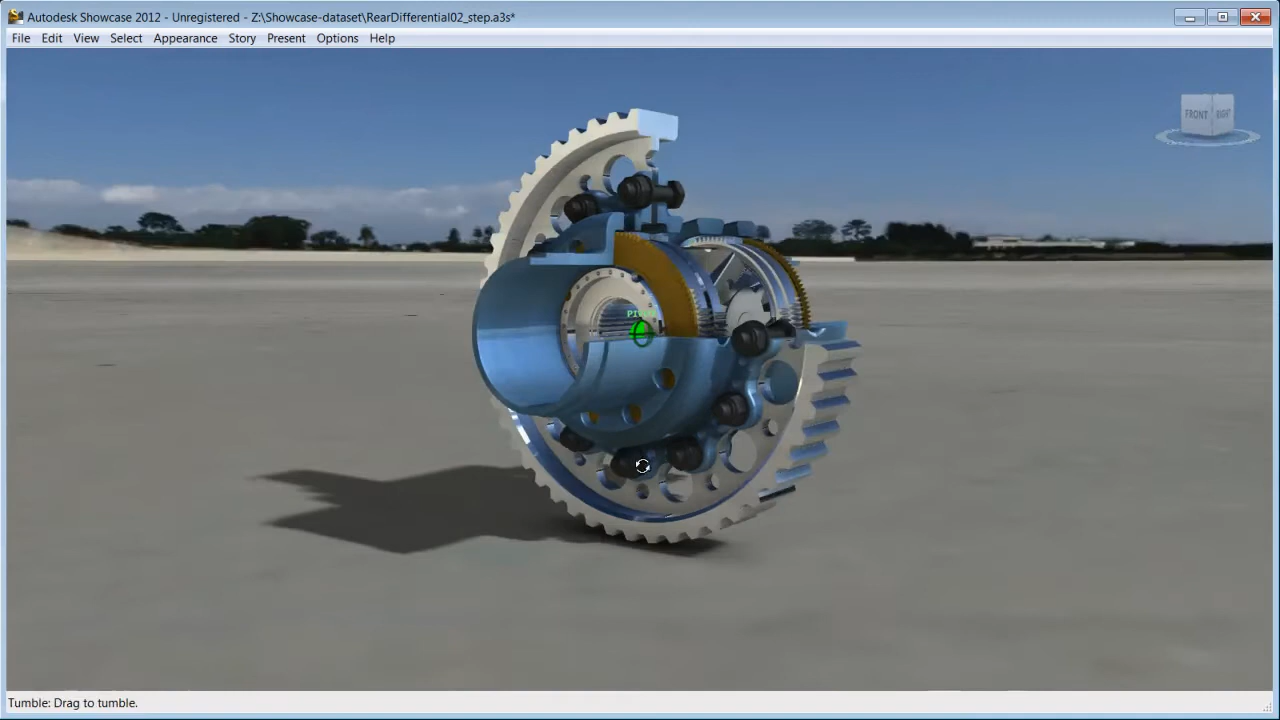 Autodesk Showcase 2012 - Unregistered - Z:\Showcase-dataset\RearDifferential02_step.a3s*
File Edit View Select Appearance Story Present Options Help
FRONT RIGHT
Tumble: Drag to tumble.